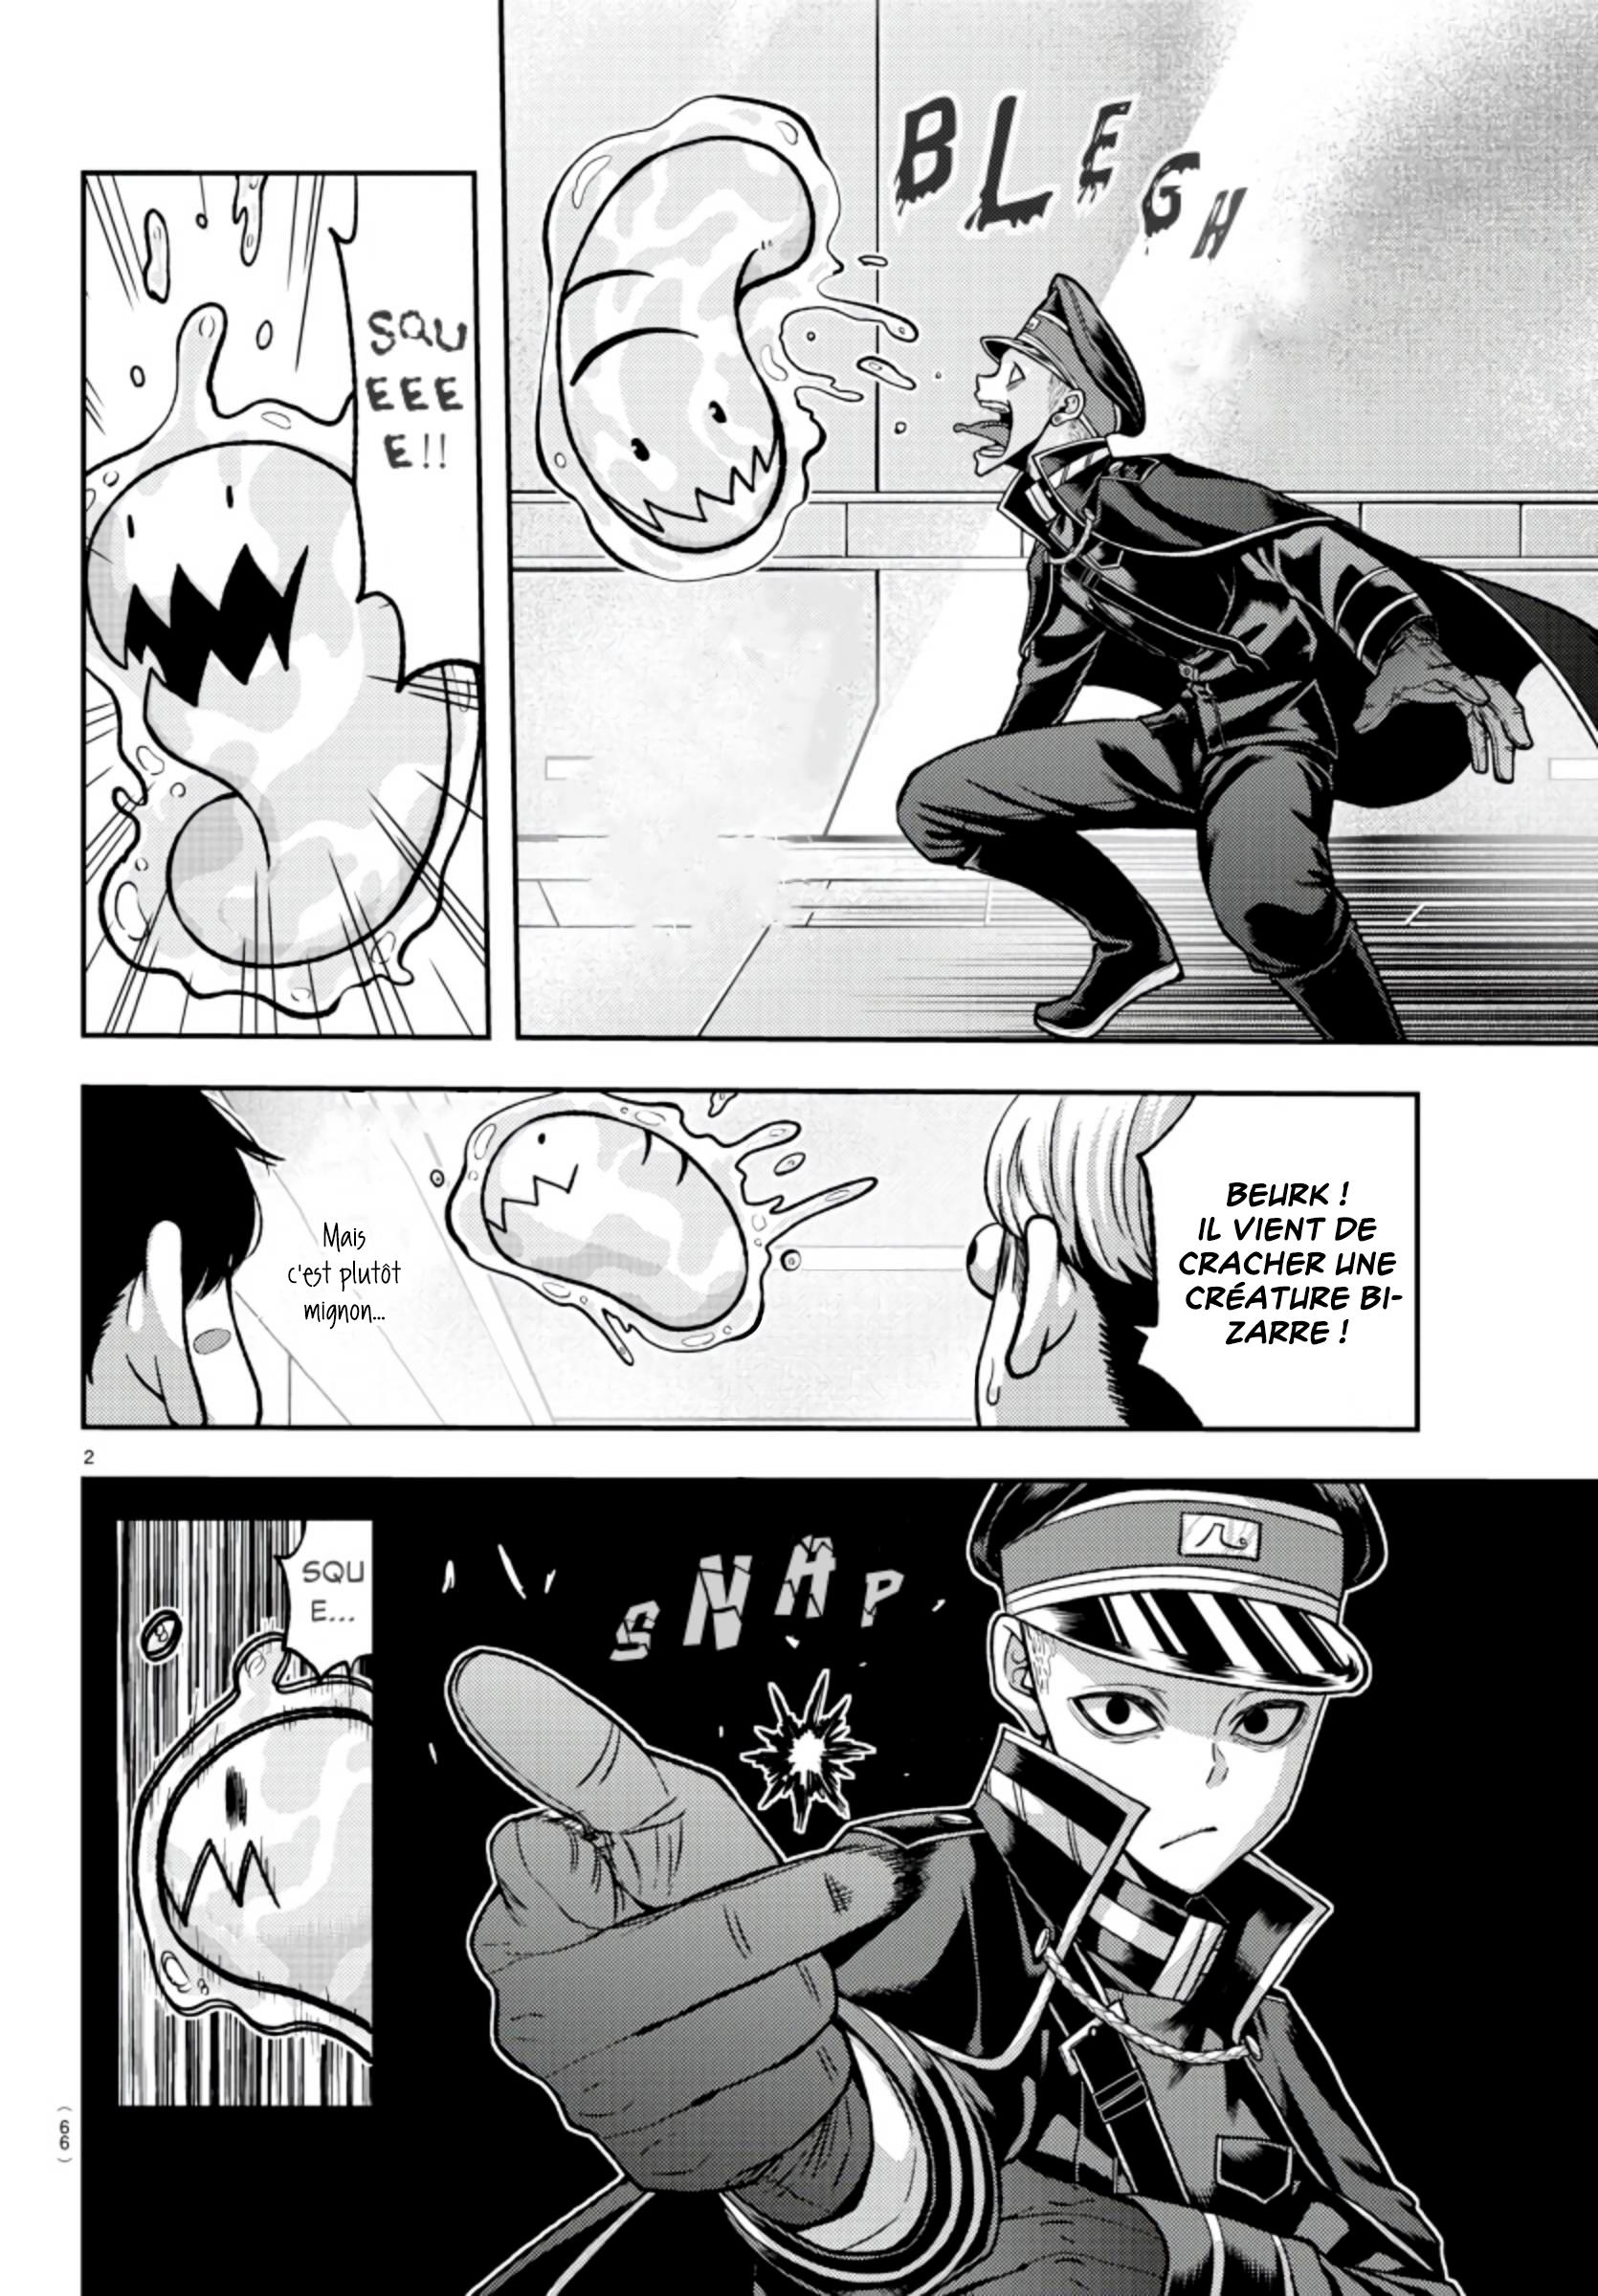 BLEGH
SQU
EEE
E!!
BEURK !
IL VIENT DE
CRACHER UNE
CRÉATURE BI-
ZARRE !
Mais
c'est plutôt
mignon...
2
SNAP
SQU
E...
(66)